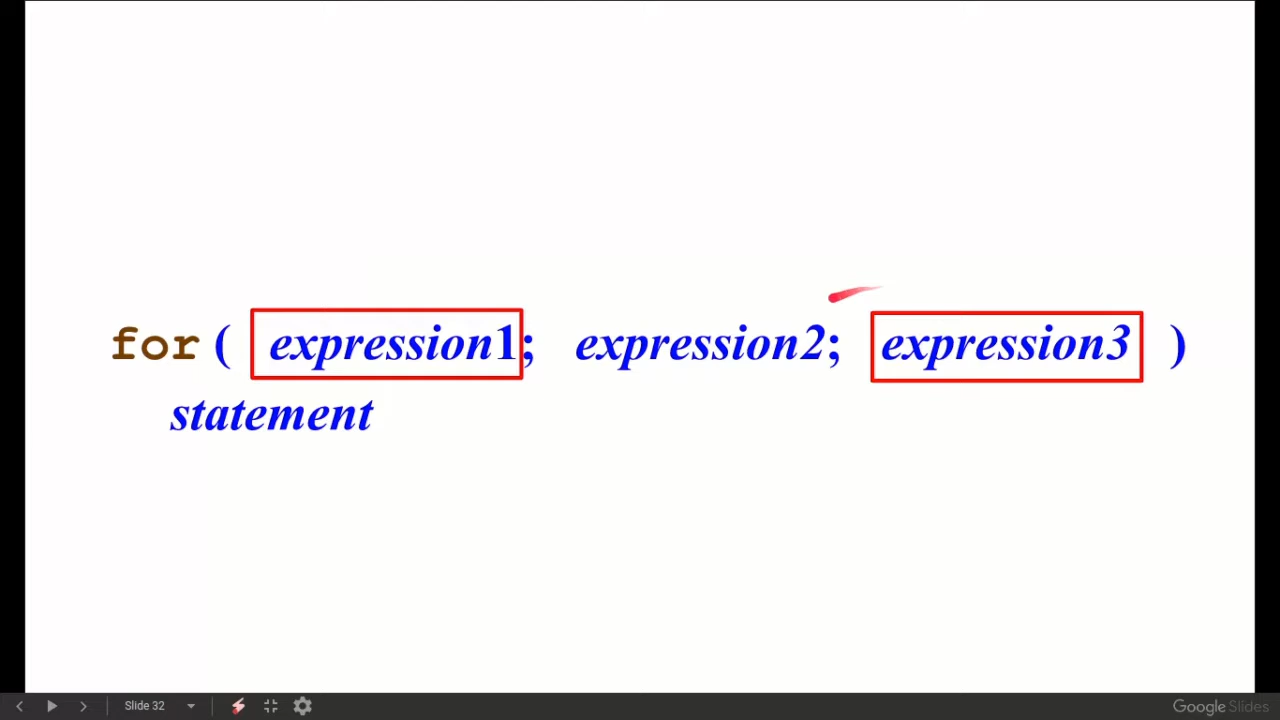 for ( expression1; expression2; expression3 )
statement
Slide 32
Google Slides